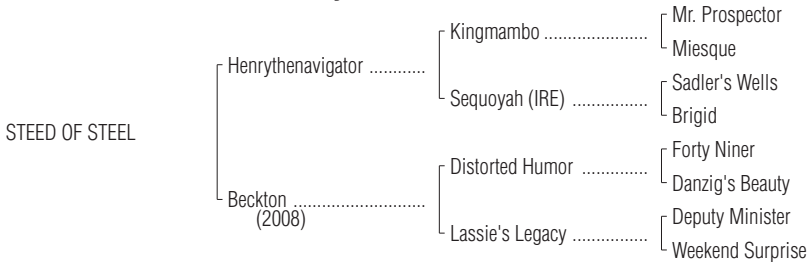 Mr. Prospector
Kingmambo ......................
Miesque
Henrythenavigator ............
Sadler's Wells
Sequoyah (IRE) ................
Brigid
STEED OF STEEL
Forty Niner
Distorted Humor ..............
Danzig's Beauty
Beckton ............................
(2008)
Deputy Minister
Lassie's Legacy ................
Weekend Surprise